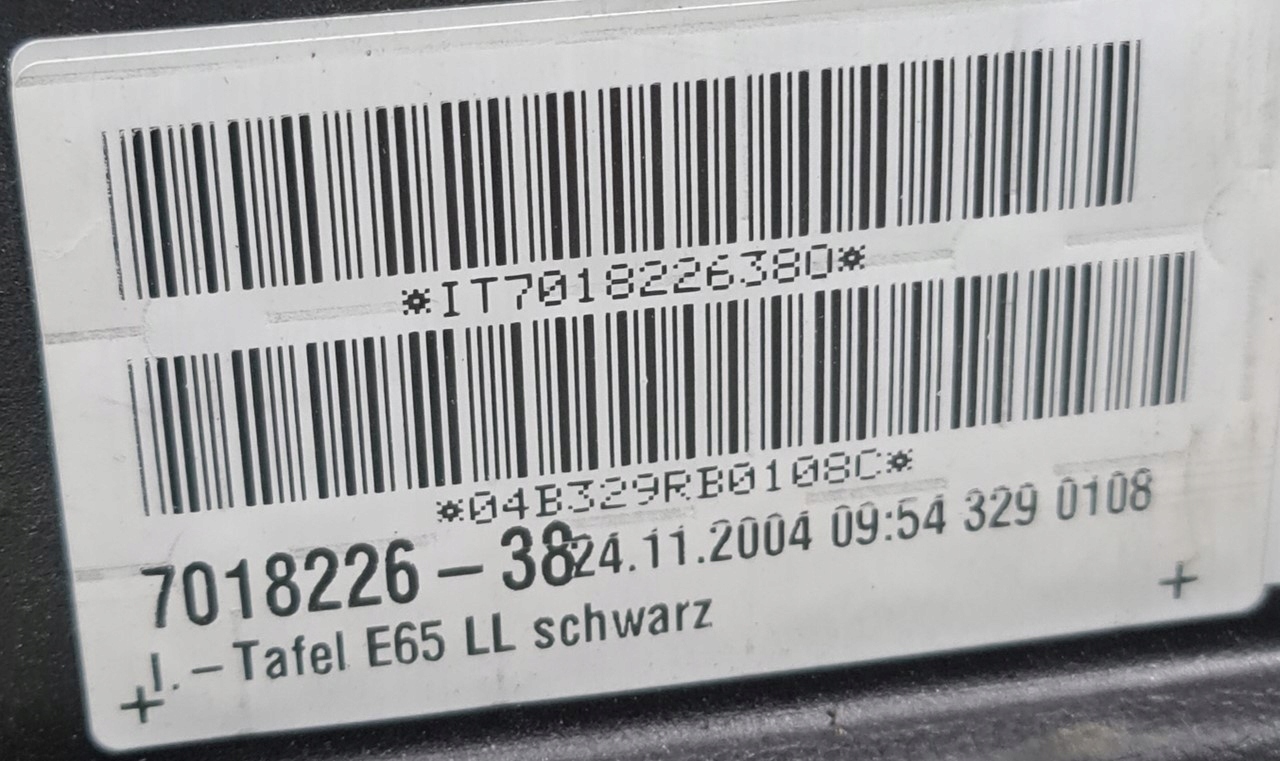 *IT7018226380*
*04B329RB0108C*
7018226-38 24.11.2004 09:54 329 0108
I.-Tafel E65 LL schwarz